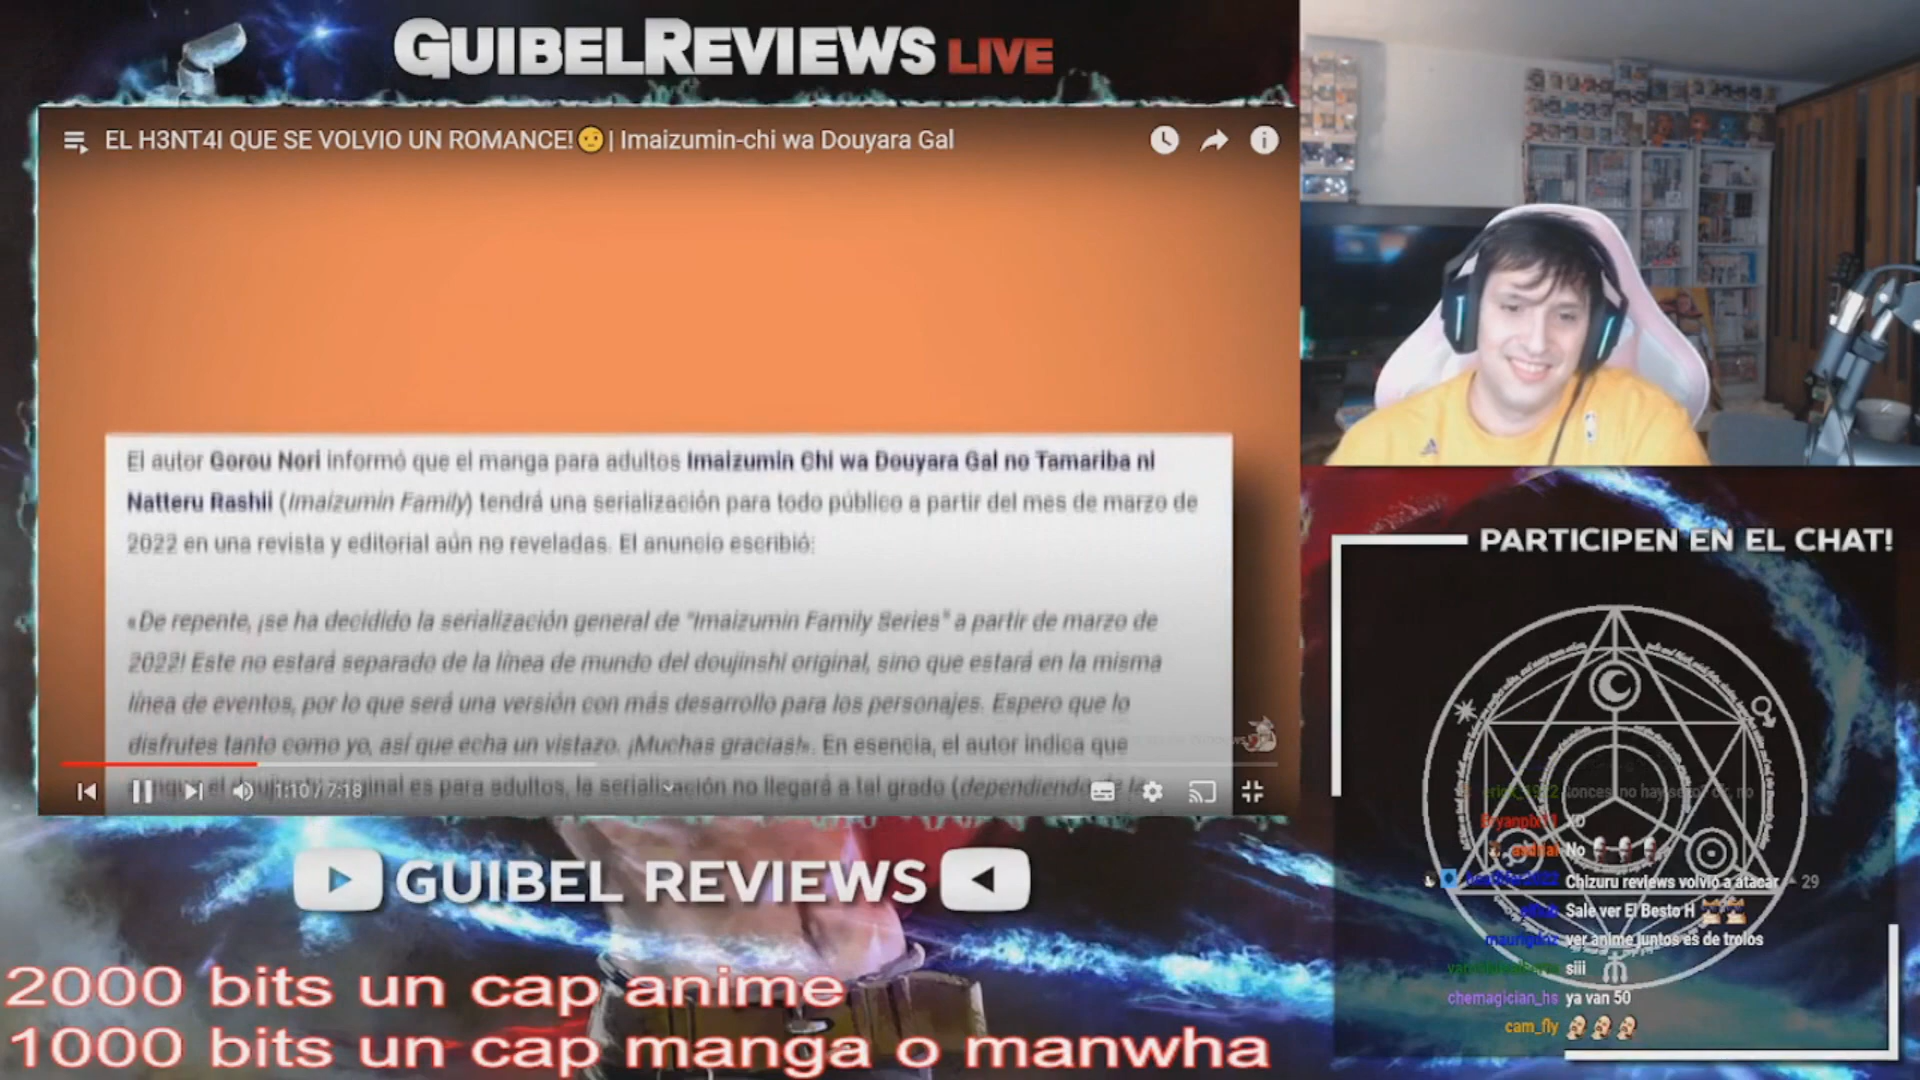 GUIBELREVIEWS LIVE
EL H3NT4I QUE SE VOLVIO UN ROMANCE!🤨 | Imaizumin-chi wa Douyara Gal
El autor Gorou Nori informó que el manga para adultos Imaizumin Chi wa Douyara Gal no Tamariba ni
Natteru Rashii (Imaizumin Family) tendrá una serialización para todo público a partir del mes de marzo de
2022 en una revista y editorial aún no reveladas. El anuncio escribió:
«De repente, ¡se ha decidido la serialización general de "Imaizumin Family Series" a partir de marzo de
2022! Este no estará separado de la línea de mundo del doujinshi original, sino que estará en la misma
línea de eventos, por lo que será una versión con más desarrollo para los personajes. Espero que lo
disfrutes tanto como yo, así que echa un vistazo. ¡Muchas gracias!». En esencia, el autor indica que
el doujinshi original es para adultos, la serialización no llegará a tal grado (dependiendo de la
1:10 / 7:18
PARTICIPEN EN EL CHAT!
no hay
XD
No
Chizuru reviews volvió a atacar 29
Sale ver El Besto H
ver anime juntos es de trolos
siii
chemagician_hs ya van 50
cam_fly
GUIBEL REVIEWS
2000 bits un cap anime
1000 bits un cap manga o manwha